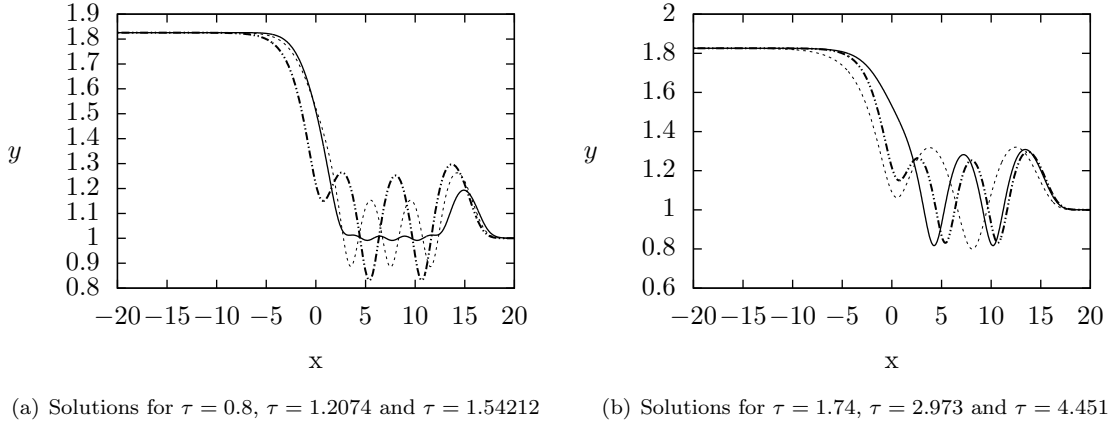 1.9
1.8
1.7
1.6
1.5
1.4
1.3
1.2
1.1
1
0.9
0.8
y
−20 −15 −10 −5 0 5 10 15 20
x
(a) Solutions for τ = 0.8, τ = 1.2074 and τ = 1.54212
2
1.8
1.6
1.4
1.2
1
0.8
0.6
y
−20 −15 −10 −5 0 5 10 15 20
x
(b) Solutions for τ = 1.74, τ = 2.973 and τ = 4.451